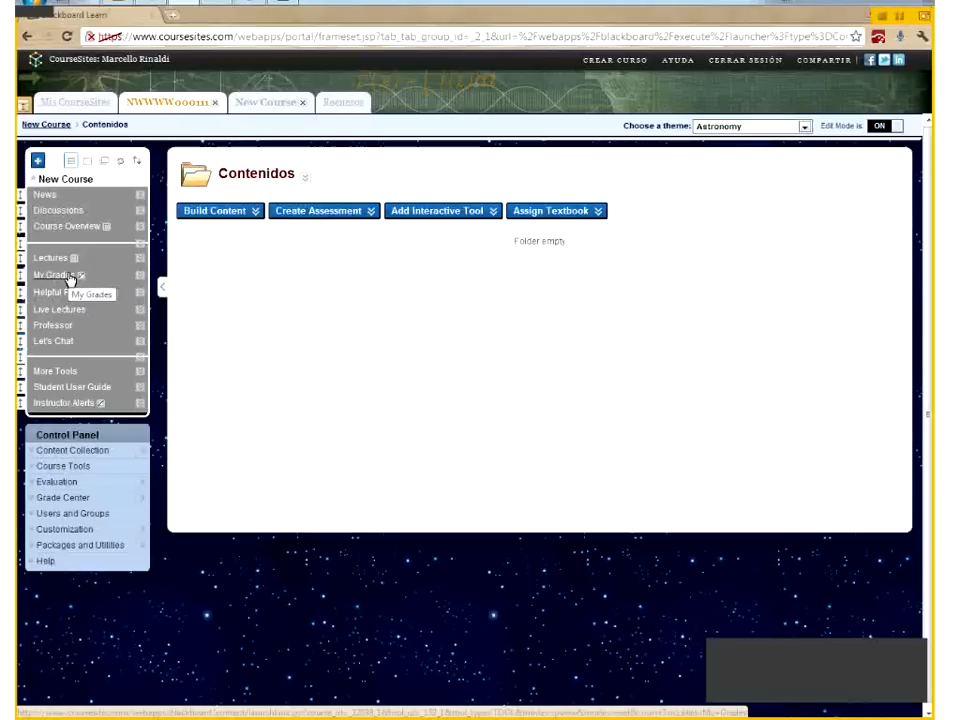 ckboard Learn
https://www.coursesites.com/webapps/portal/frameset.jsp?tab_tab_group_id=_2_1&url=%2Fwebapps%2Fblackboard%2Fexecute%2Flauncher%3Ftype%3DCo
CourseSites: Marcello Rinaldi
CREAR CURSO AYUDA CERRAR SESIÓN COMPARTIR
Mis CourseSites NWWWW000111 × New Course × Recursos
New Course > Contenidos
Choose a theme: Astronomy Edit Mode is: ON
New Course
News
Discussions
Course Overview
Lectures
My Grades
Helpful
My Grades
Live Lectures
Professor
Let's Chat
More Tools
Student User Guide
Instructor Alerts
Control Panel
Content Collection
Course Tools
Evaluation
Grade Center
Users and Groups
Customization
Packages and Utilities
Help
Contenidos
Build Content Create Assessment Add Interactive Tool Assign Textbook
Folder empty